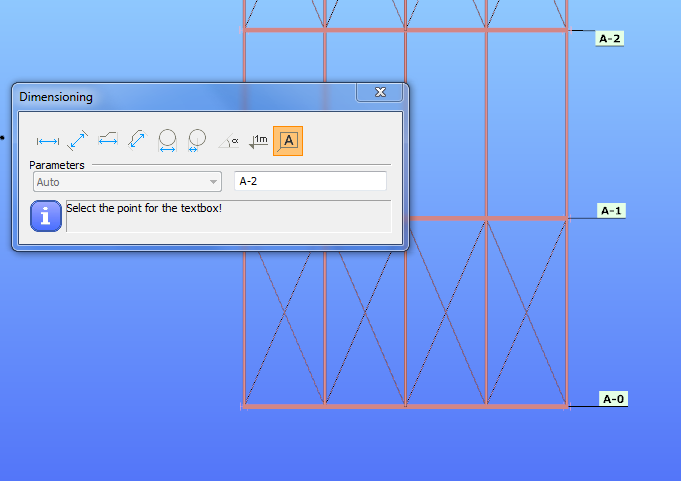 A-2
Dimensioning
x
1m
A
α
Parameters
Auto
A-2
i
Select the point for the textbox!
A-1
A-0